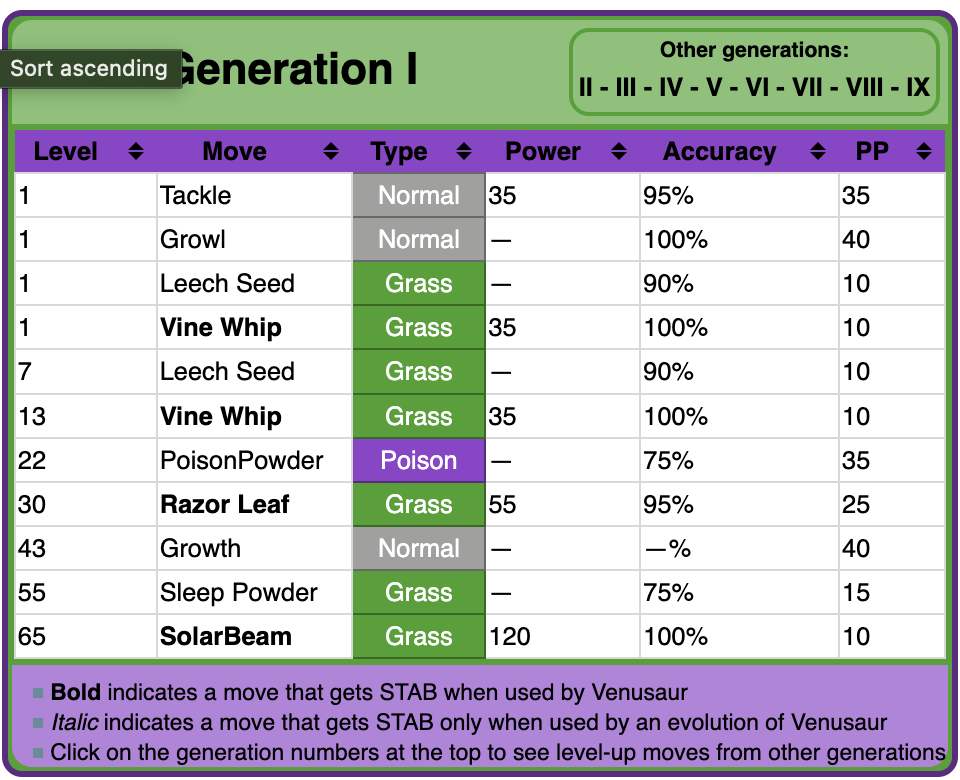 Sort ascending
Generation I
Other generations:
II - III - IV - V - VI - VII - VIII - IX
Level Move Type Power Accuracy PP
1 Tackle Normal 35 95% 35
1 Growl Normal — 100% 40
1 Leech Seed Grass — 90% 10
1 Vine Whip Grass 35 100% 10
7 Leech Seed Grass — 90% 10
13 Vine Whip Grass 35 100% 10
22 PoisonPowder Poison — 75% 35
30 Razor Leaf Grass 55 95% 25
43 Growth Normal — —% 40
55 Sleep Powder Grass — 75% 15
65 SolarBeam Grass 120 100% 10
Bold indicates a move that gets STAB when used by Venusaur
Italic indicates a move that gets STAB only when used by an evolution of Venusaur
Click on the generation numbers at the top to see level-up moves from other generations